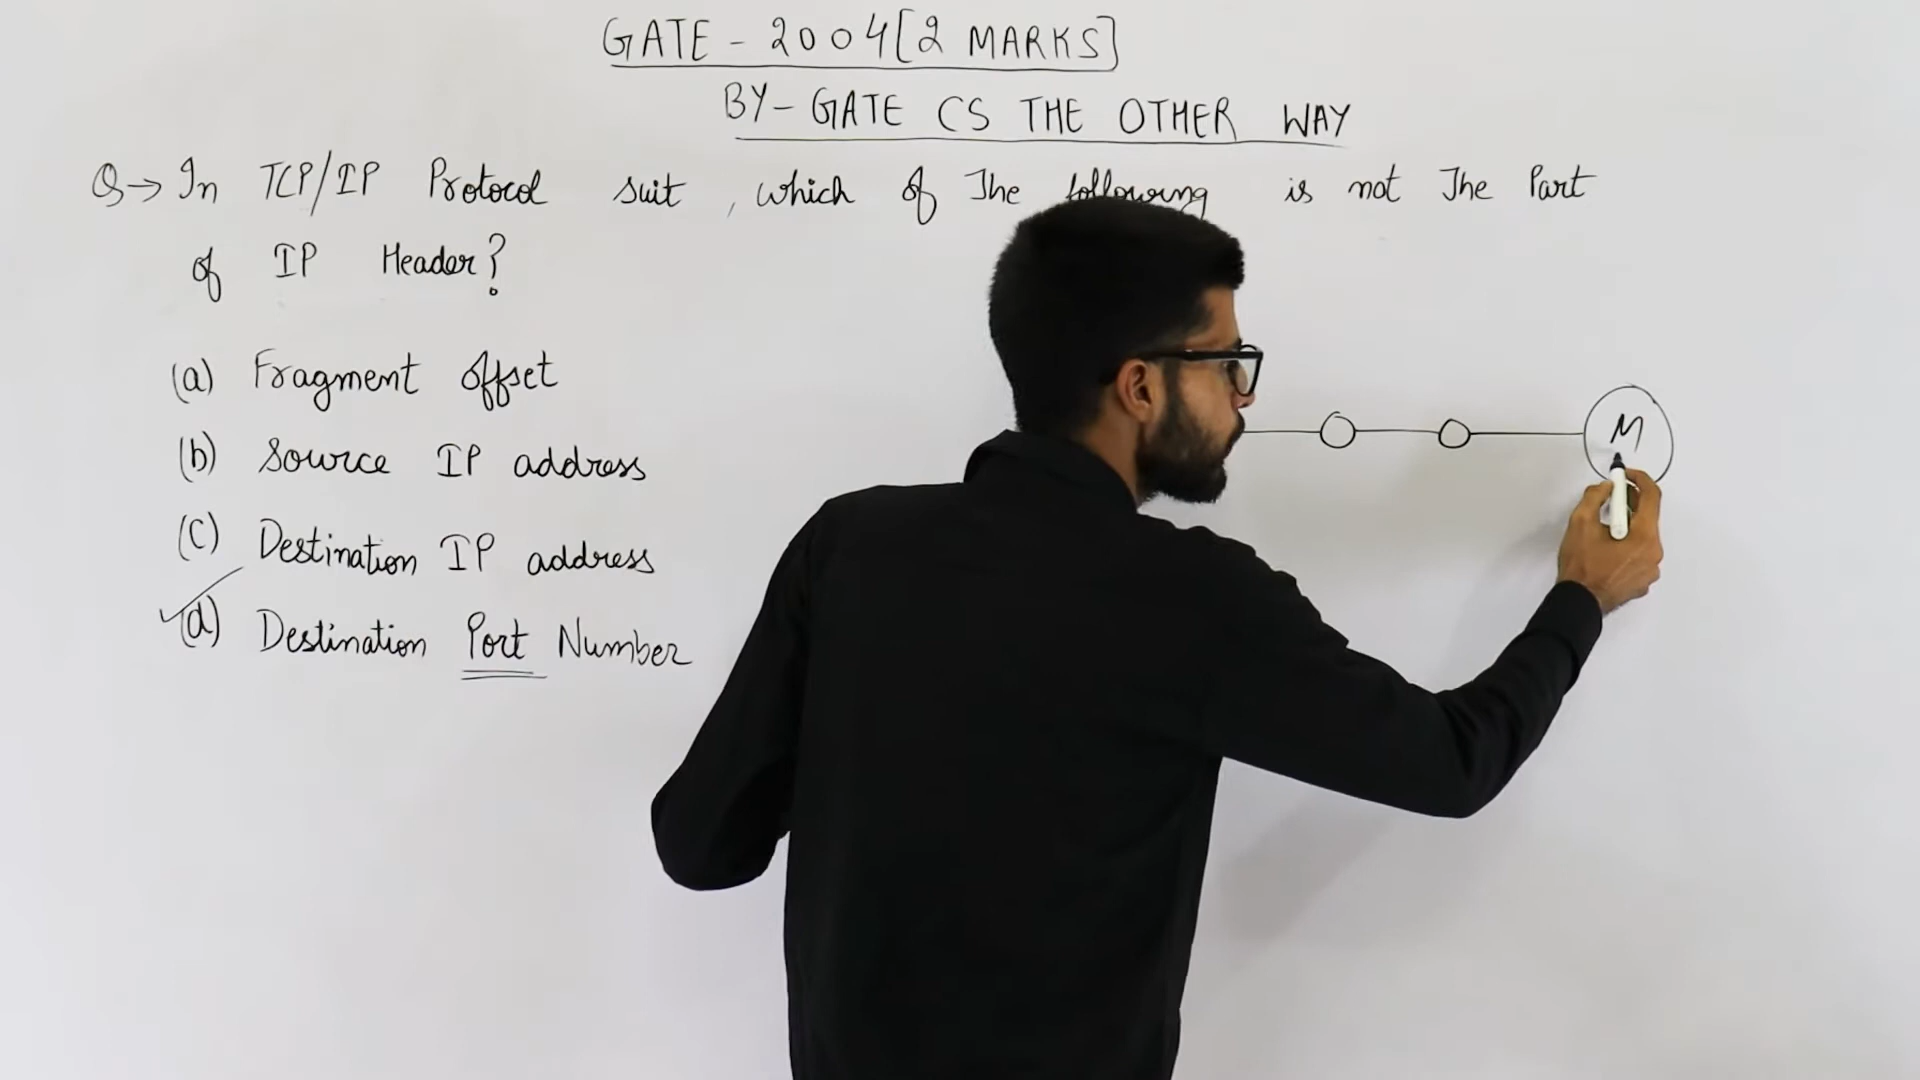 GATE - 2004[2 MARKS]
BY- GATE CS THE OTHER WAY
Q→ In TCP/IP Protocol suit, which of The following is not The Part
of IP Header?
(a) Fragment offset
(b) Source IP address
(C) Destination IP address
(d) Destination Port Number
M